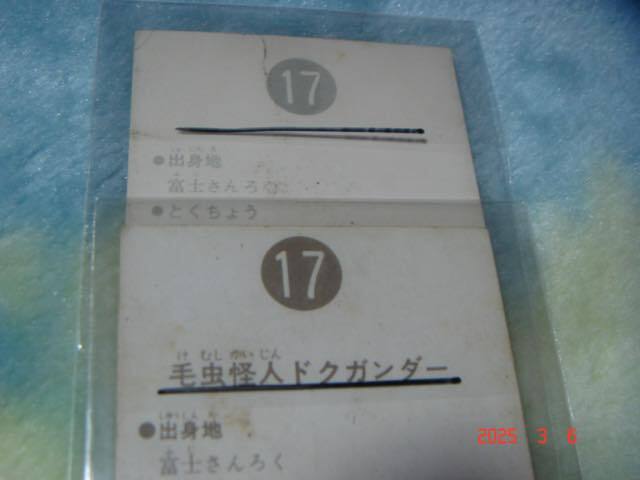 17
●出身地
富士さんろく
●とくちょう
17
け むし かい じん
毛虫怪人ドクガンダー
しゅっしん ち
●出身地
富士さんろく
2025 3 6